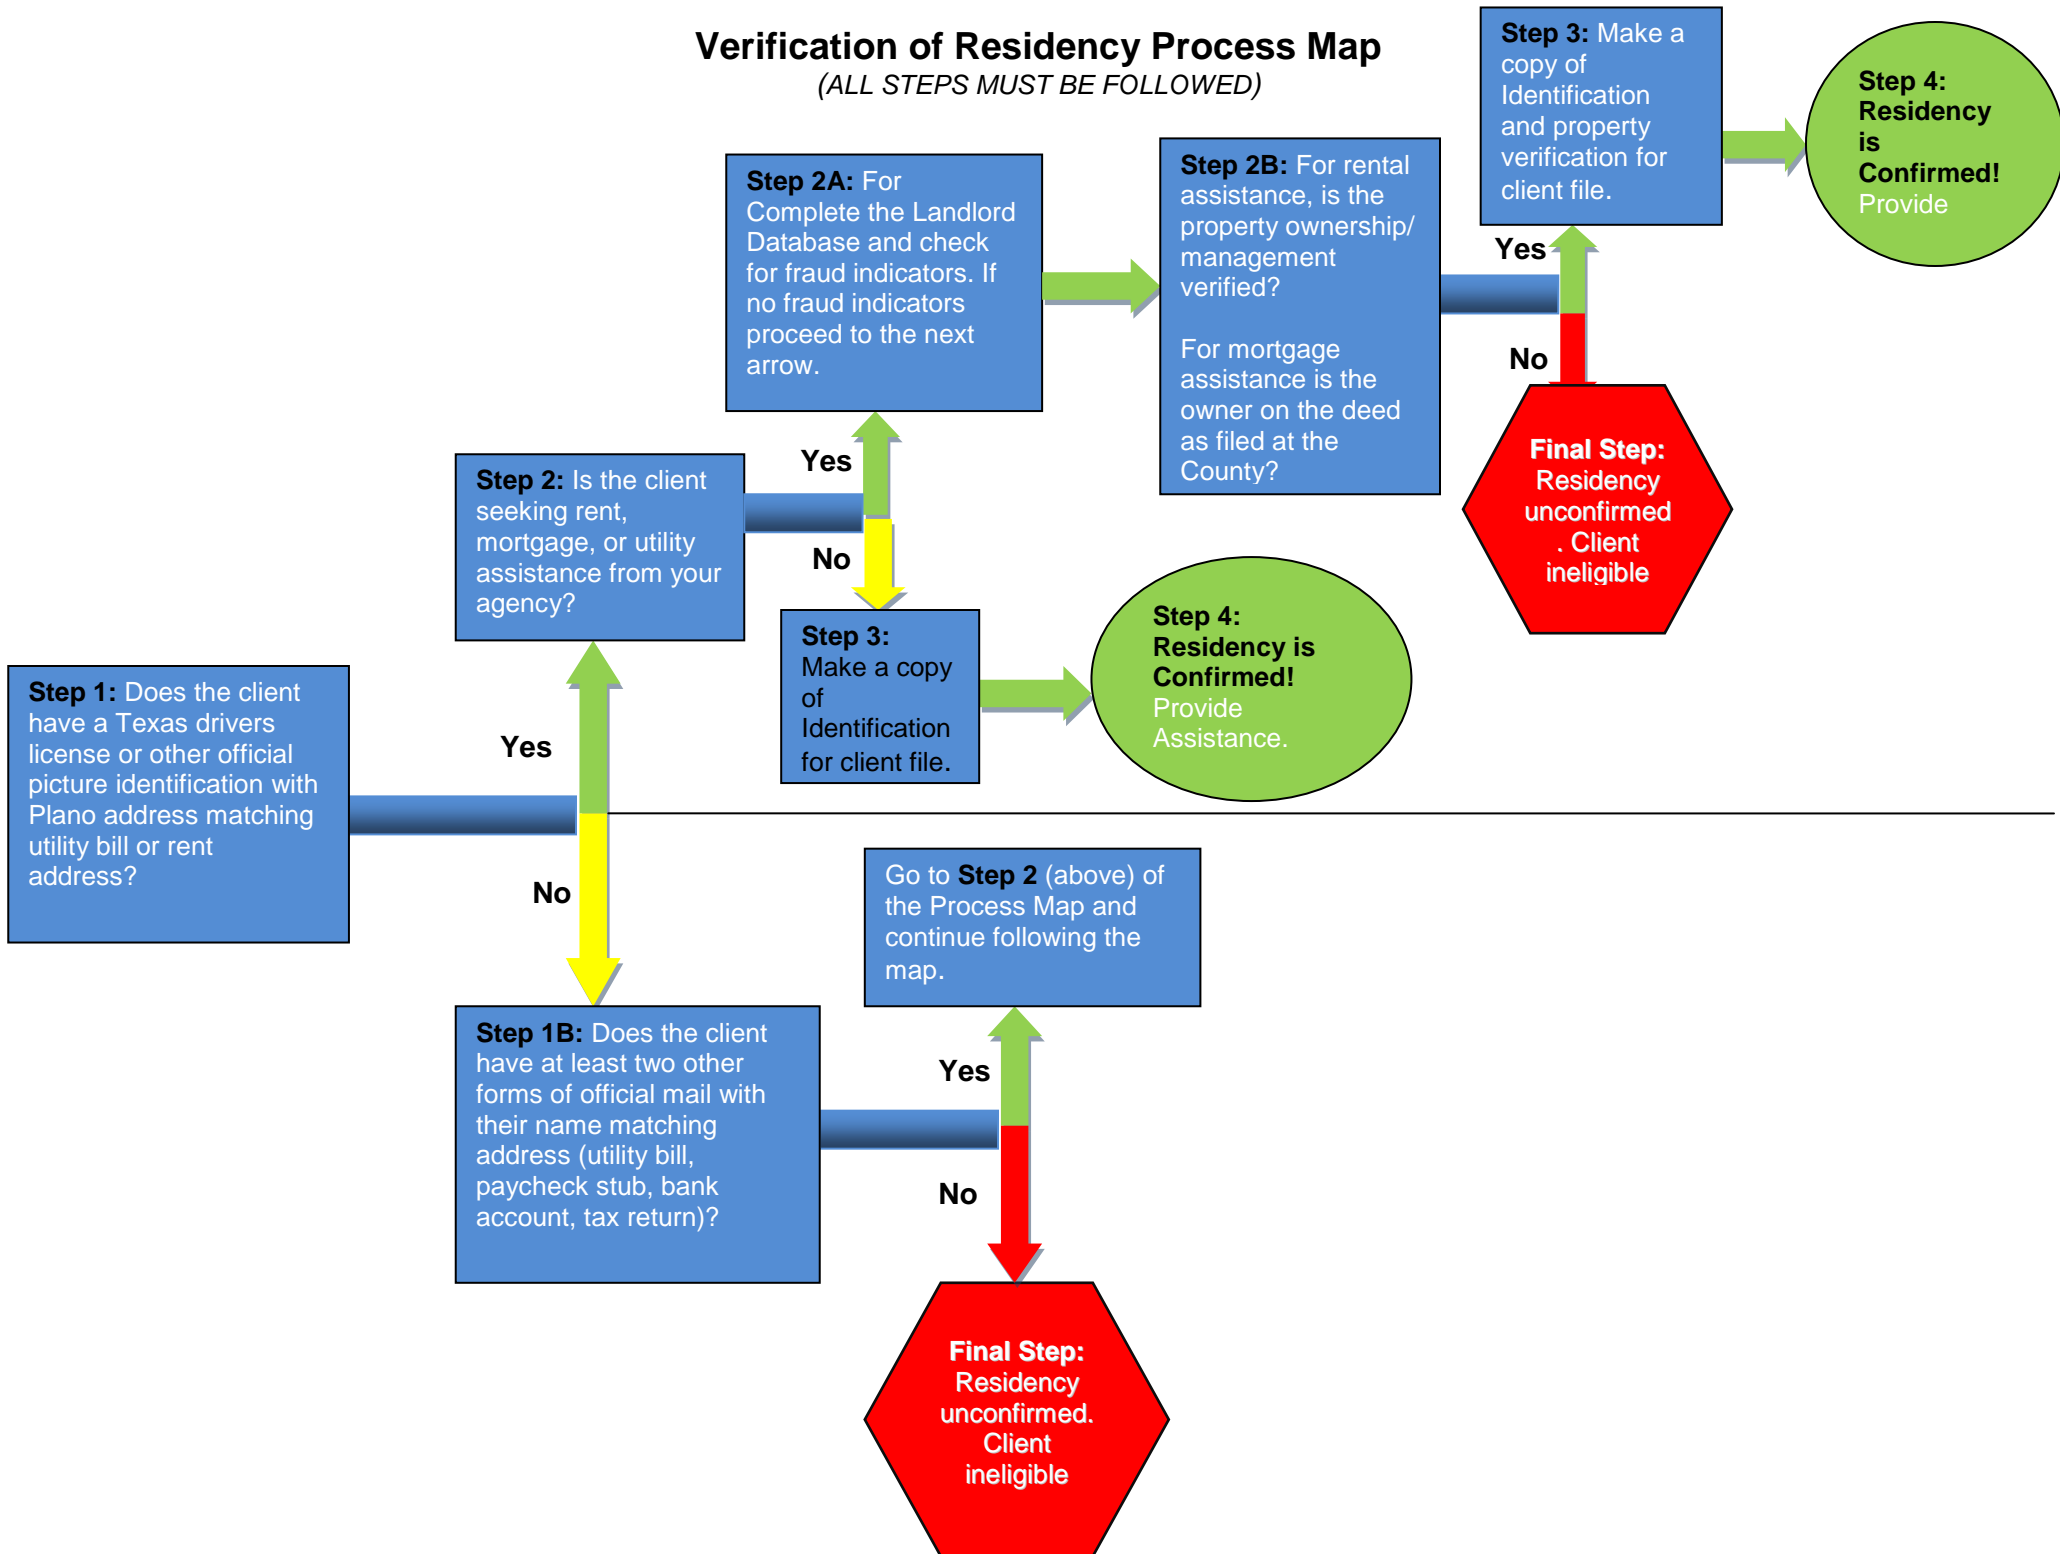 Verification of Residency Process Map
(ALL STEPS MUST BE FOLLOWED)
Step 1: Does the client
have a Texas drivers
license or other official
picture identification with
Plano address matching
utility bill or rent
address?
Yes
No
Step 2: Is the client
seeking rent,
mortgage, or utility
assistance from your
agency?
Yes
No
Step 2A: For
Complete the Landlord
Database and check
for fraud indicators. If
no fraud indicators
proceed to the next
arrow.
Step 2B: For rental
assistance, is the
property ownership/
management
verified?
For mortgage
assistance is the
owner on the deed
as filed at the
County?
Yes
No
Step 3: Make a
copy of
Identification
and property
verification for
client file.
Step 4:
Residency
is
Confirmed!
Provide
Final Step:
Residency
unconfirmed
. Client
ineligible
Step 3:
Make a copy
of
Identification
for client file.
Step 4:
Residency is
Confirmed!
Provide
Assistance.
Step 1B: Does the client
have at least two other
forms of official mail with
their name matching
address (utility bill,
paycheck stub, bank
account, tax return)?
Yes
No
Go to Step 2 (above) of
the Process Map and
continue following the
map.
Final Step:
Residency
unconfirmed.
Client
ineligible